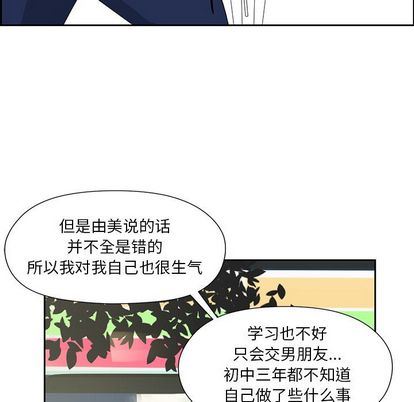 但是由美说的话
并不全是错的
所以我对我自己也很生气
学习也不好
只会交男朋友...
初中三年都不知道
自己做了些什么事